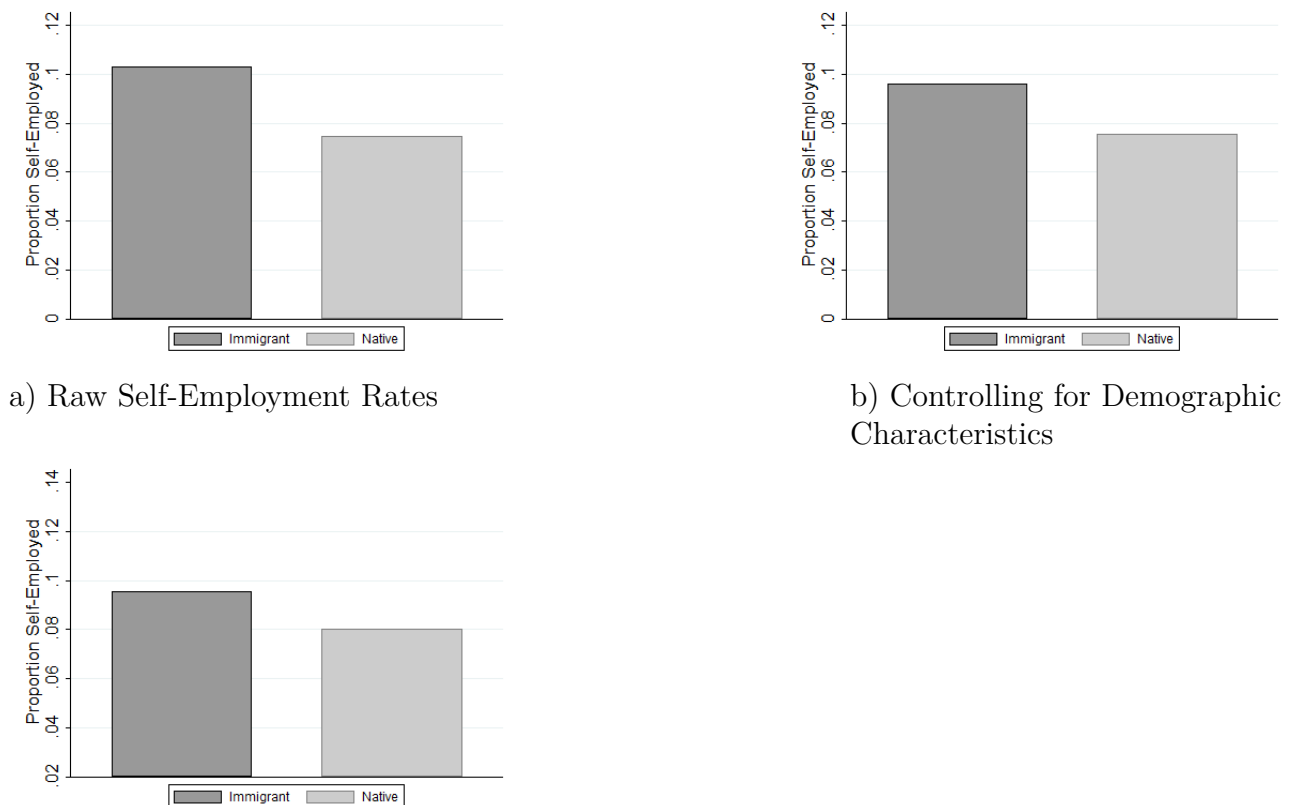 .12
.1
.08
.06
.04
.02
0
Proportion Self-Employed
Immigrant Native
a) Raw Self-Employment Rates
.12
.1
.08
.06
.04
.02
0
Proportion Self-Employed
Immigrant Native
b) Controlling for Demographic
Characteristics
.14
.12
.1
.08
.06
.04
.02
Proportion Self-Employed
Immigrant Native